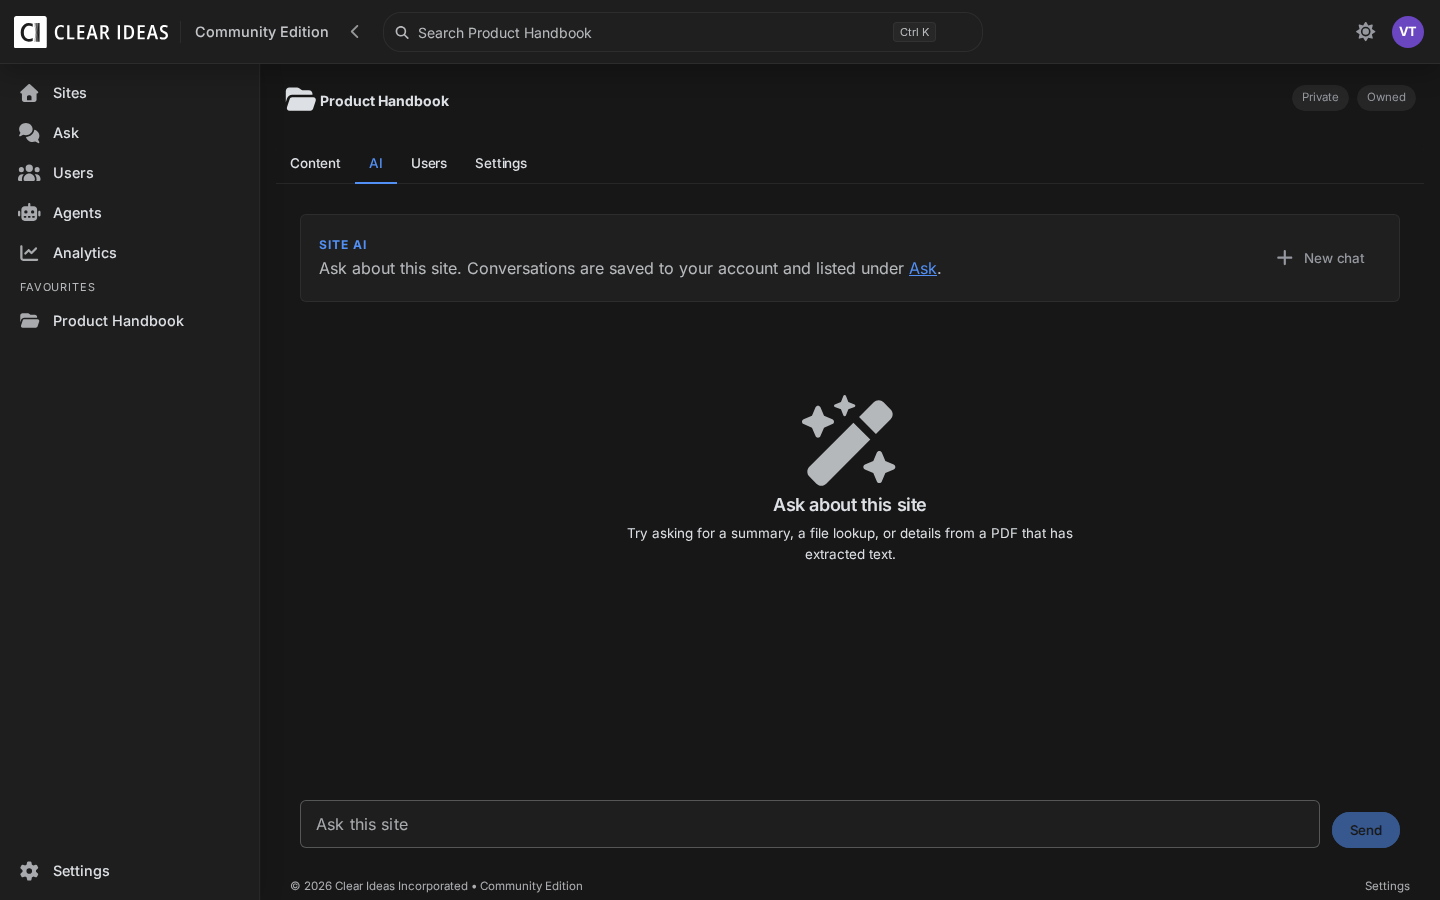 CI CLEAR IDEAS
Community Edition
Search Product Handbook
Ctrl K
VT
Sites
Ask
Users
Agents
Analytics
FAVOURITES
Product Handbook
Settings
Product Handbook
Private
Owned
Content
AI
Users
Settings
SITE AI
Ask about this site. Conversations are saved to your account and listed under Ask.
New chat
Ask about this site
Try asking for a summary, a file lookup, or details from a PDF that has
extracted text.
Ask this site
Send
© 2026 Clear Ideas Incorporated • Community Edition
Settings